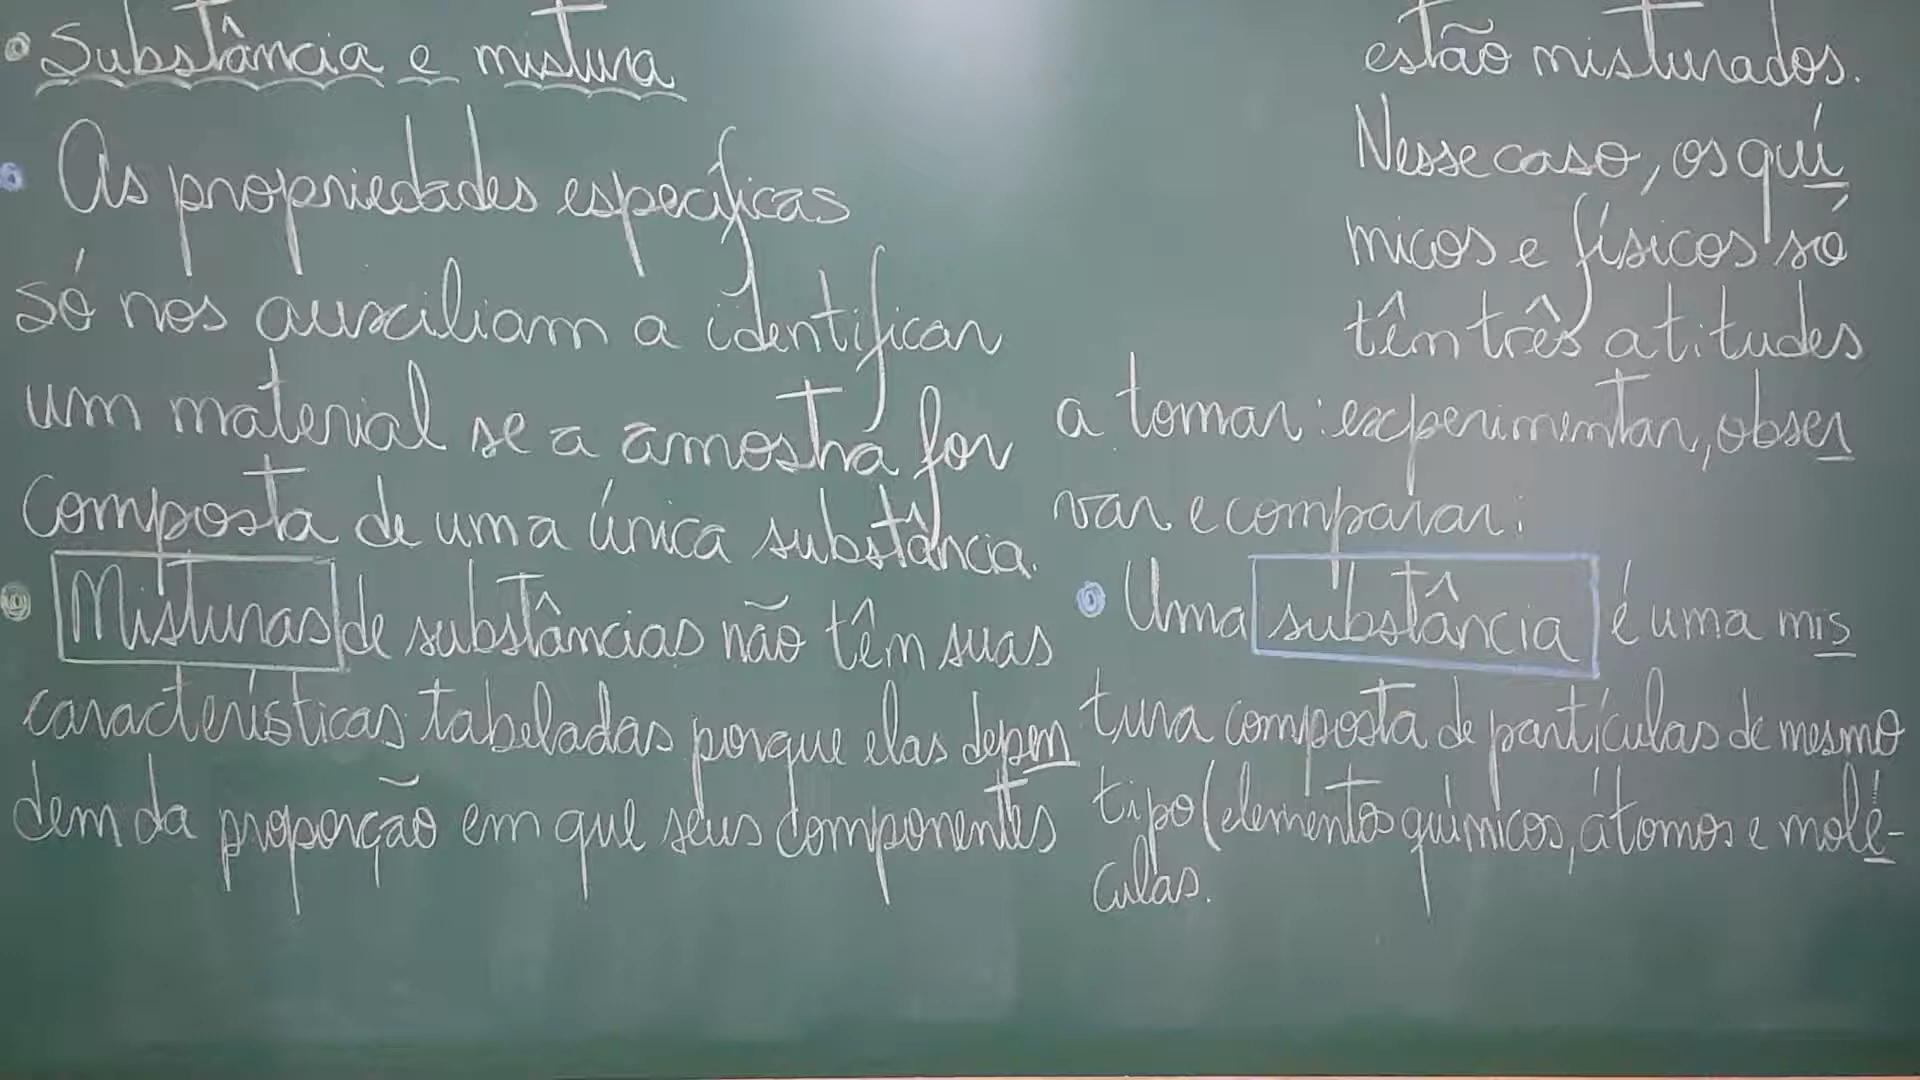 Substância e mistura
As propriedades específicas
só nos auxiliam a identificar
um material se a amostra for
composta de uma única substância.
Misturas de substâncias não têm suas
características tabeladas porque elas depen
dem da proporção em que seus componentes
estão misturados.
Nesse caso, os quí
micos e físicos só
têm três atitudes
a tomar: experimentar, obser
var e comparar:
Uma substância é uma mis
tura composta de partículas de mesmo
tipo (elementos químicos, átomos e molé-
culas.